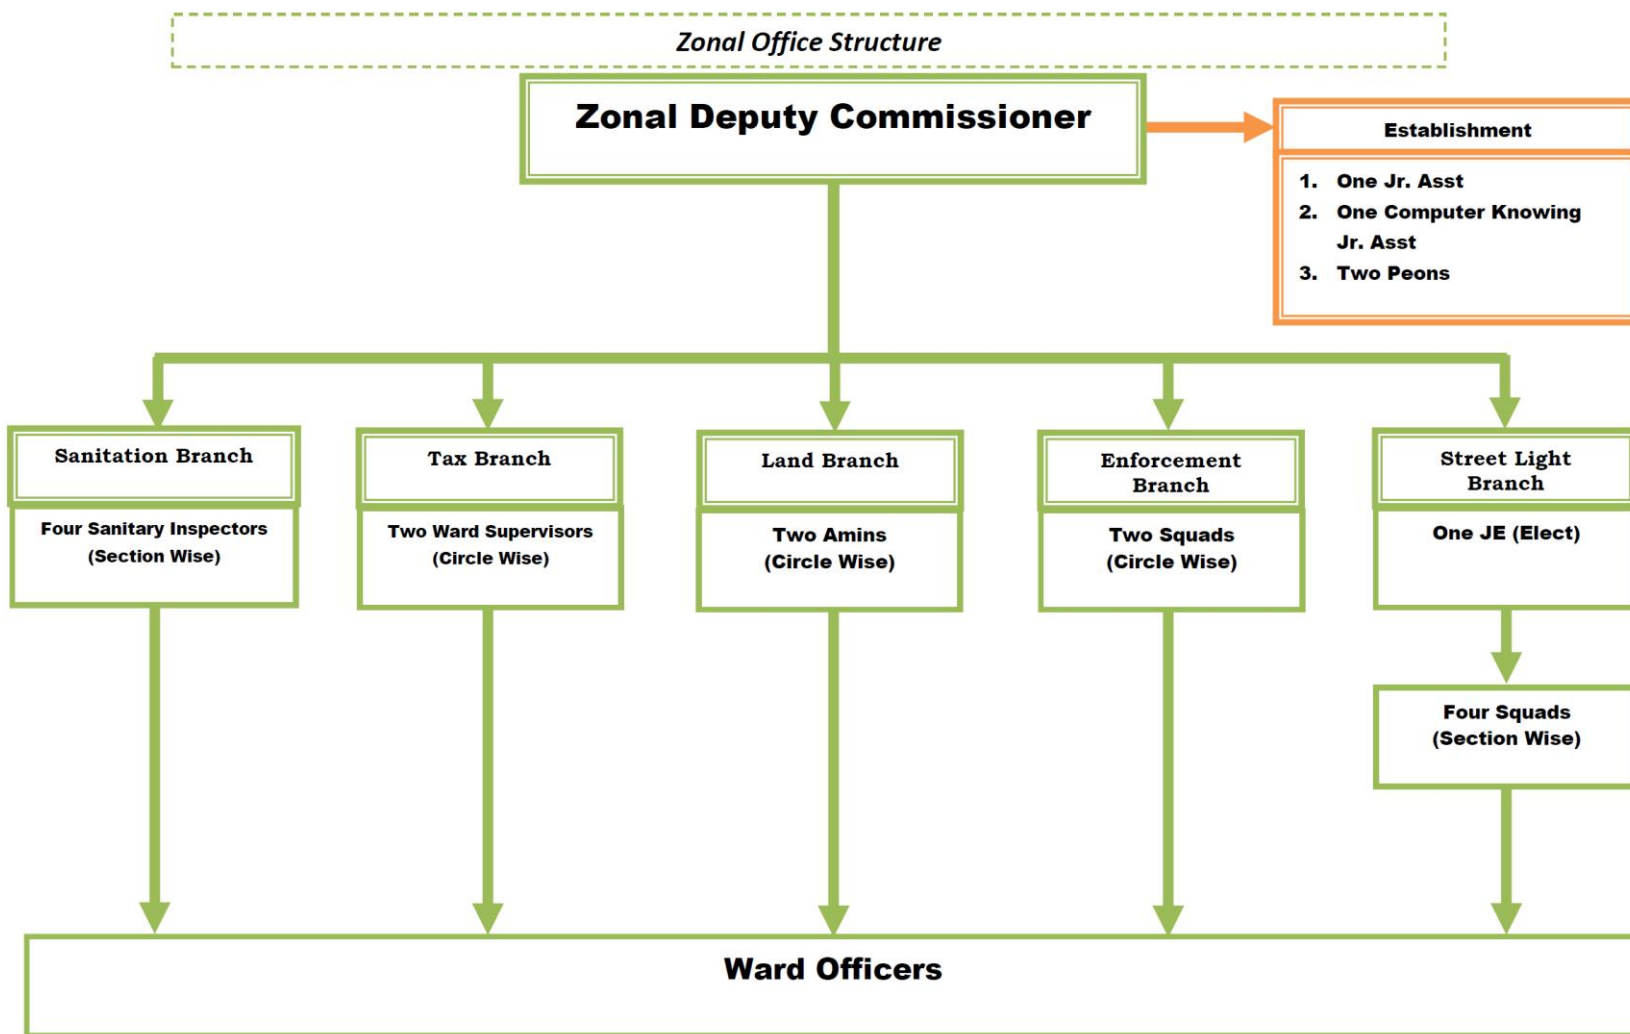 Zonal Office Structure
Zonal Deputy Commissioner
Establishment
1. One Jr. Asst
2. One Computer Knowing
Jr. Asst
3. Two Peons
Sanitation Branch
Four Sanitary Inspectors
(Section Wise)
Tax Branch
Two Ward Supervisors
(Circle Wise)
Land Branch
Two Amins
(Circle Wise)
Enforcement
Branch
Two Squads
(Circle Wise)
Street Light
Branch
One JE (Elect)
Four Squads
(Section Wise)
Ward Officers